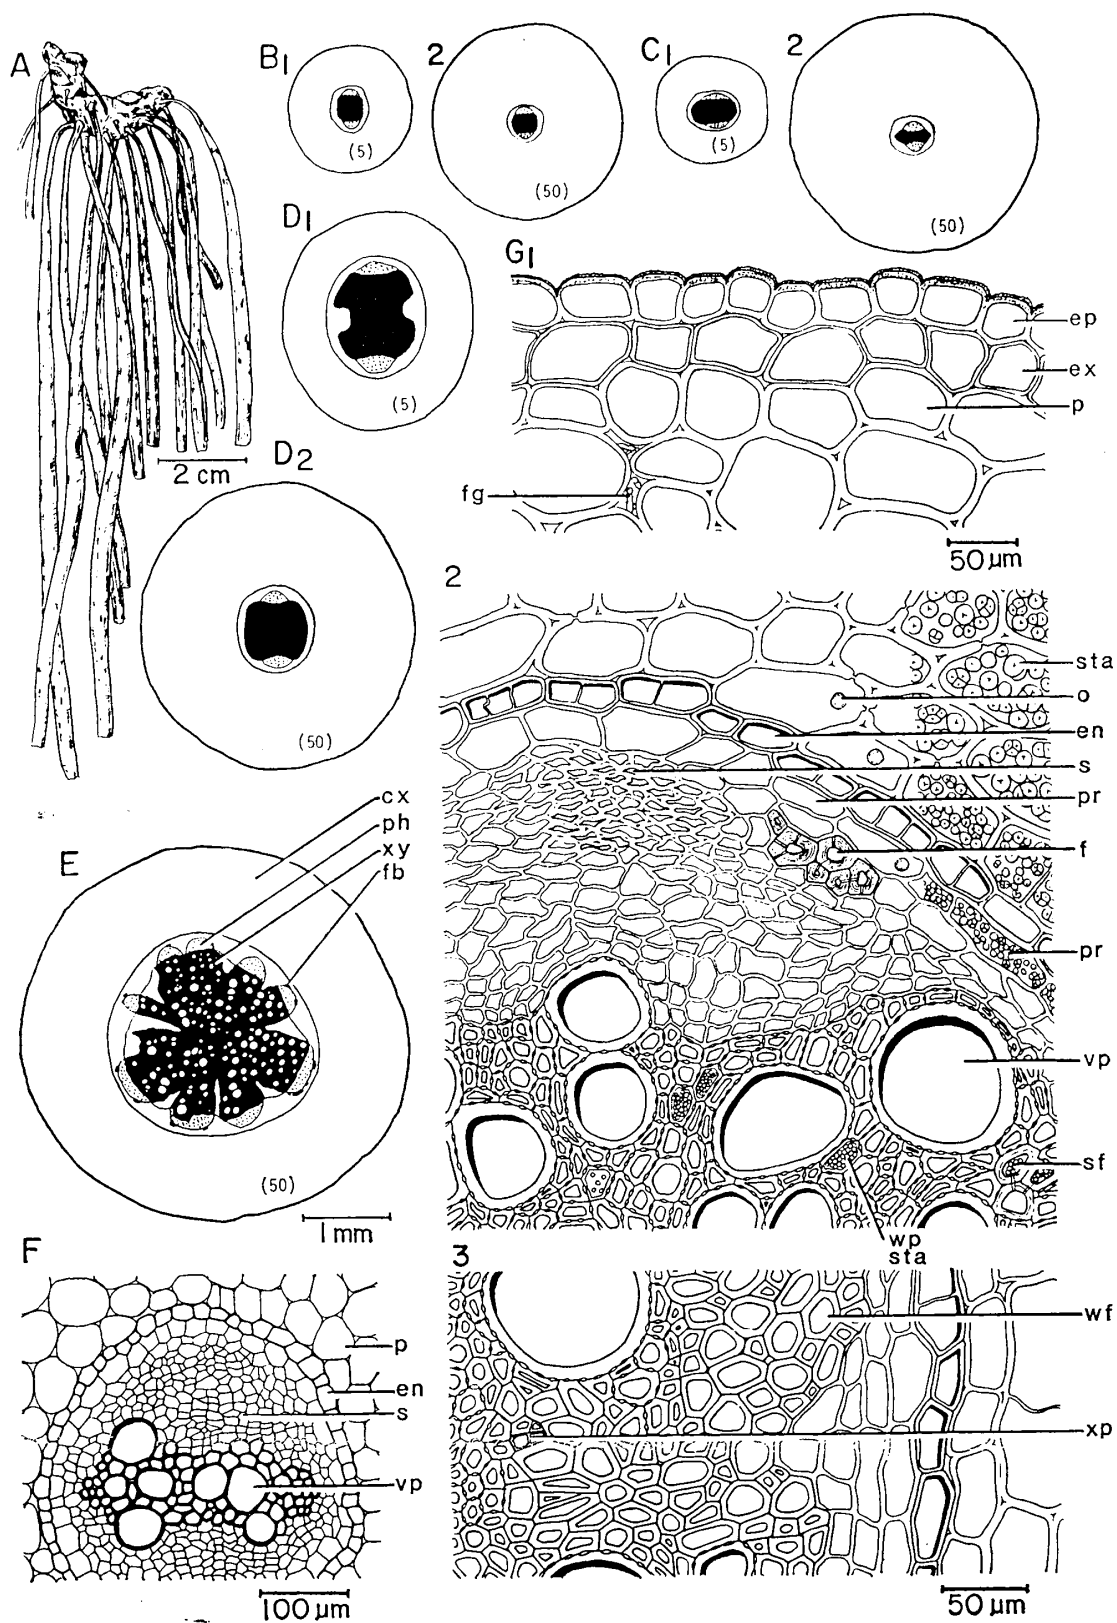 A
B1
2
C1
2
(5)
(50)
(5)
(50)
D1
(5)
G1
ep
ex
p
fg
50 µm
2 cm
D2
(50)
2
sta
o
en
s
pr
f
pr
vp
sf
wp
sta
E
cx
ph
xy
fb
(50)
1 mm
F
p
en
s
vp
100 µm
3
wf
xp
50 µm